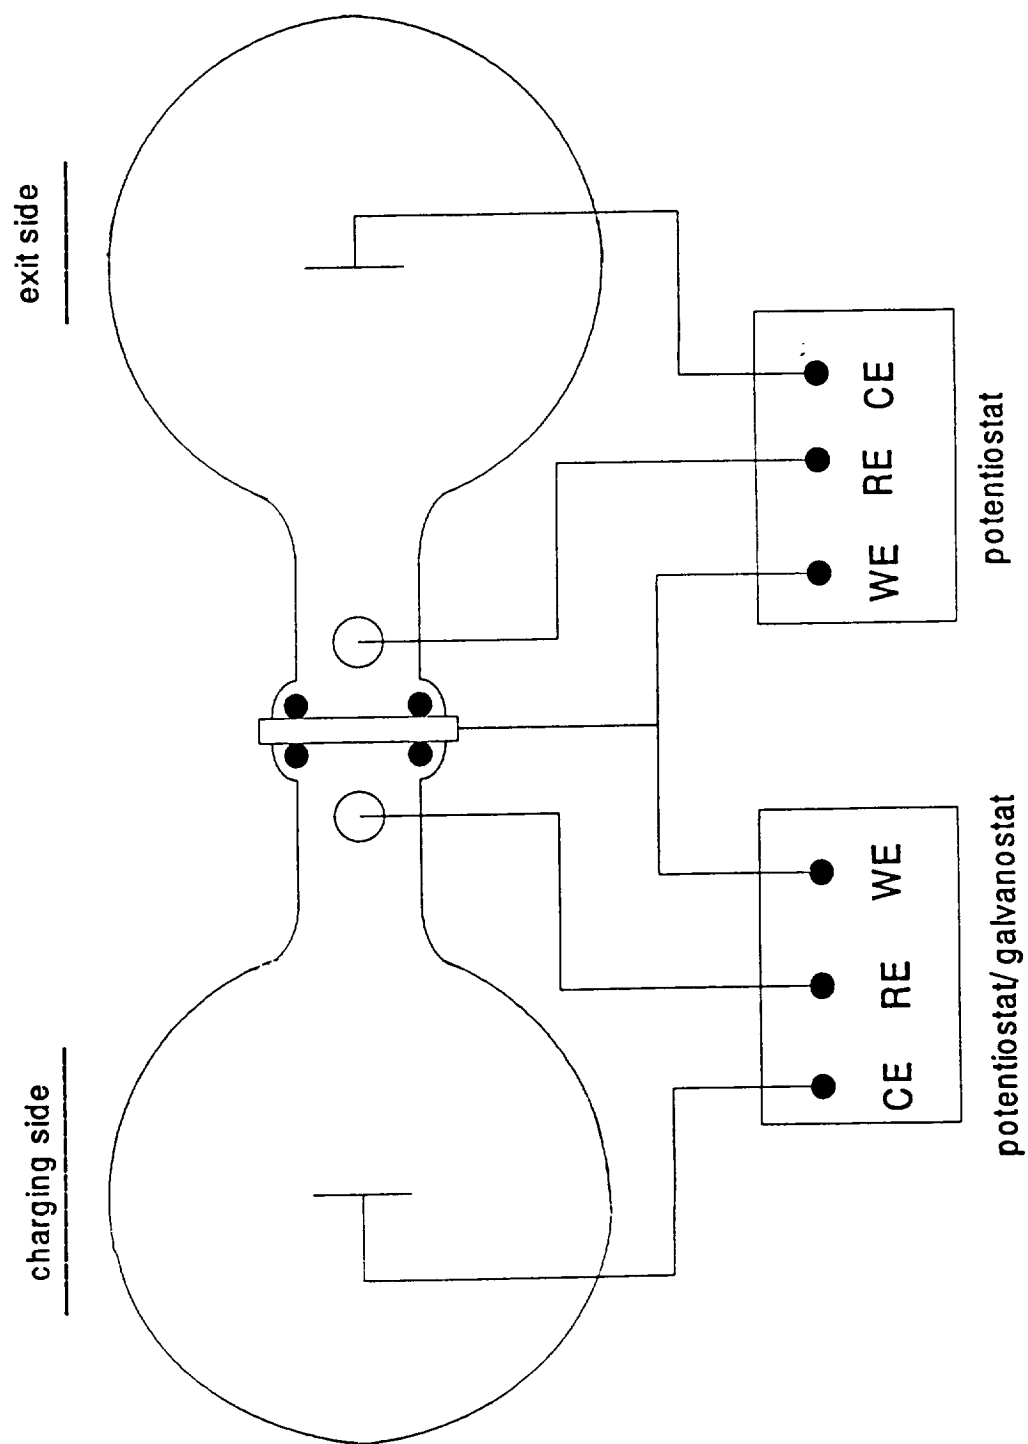 charging side
exit side
CE RE WE
WE RE CE
potentiostat/ galvanostat
potentiostat